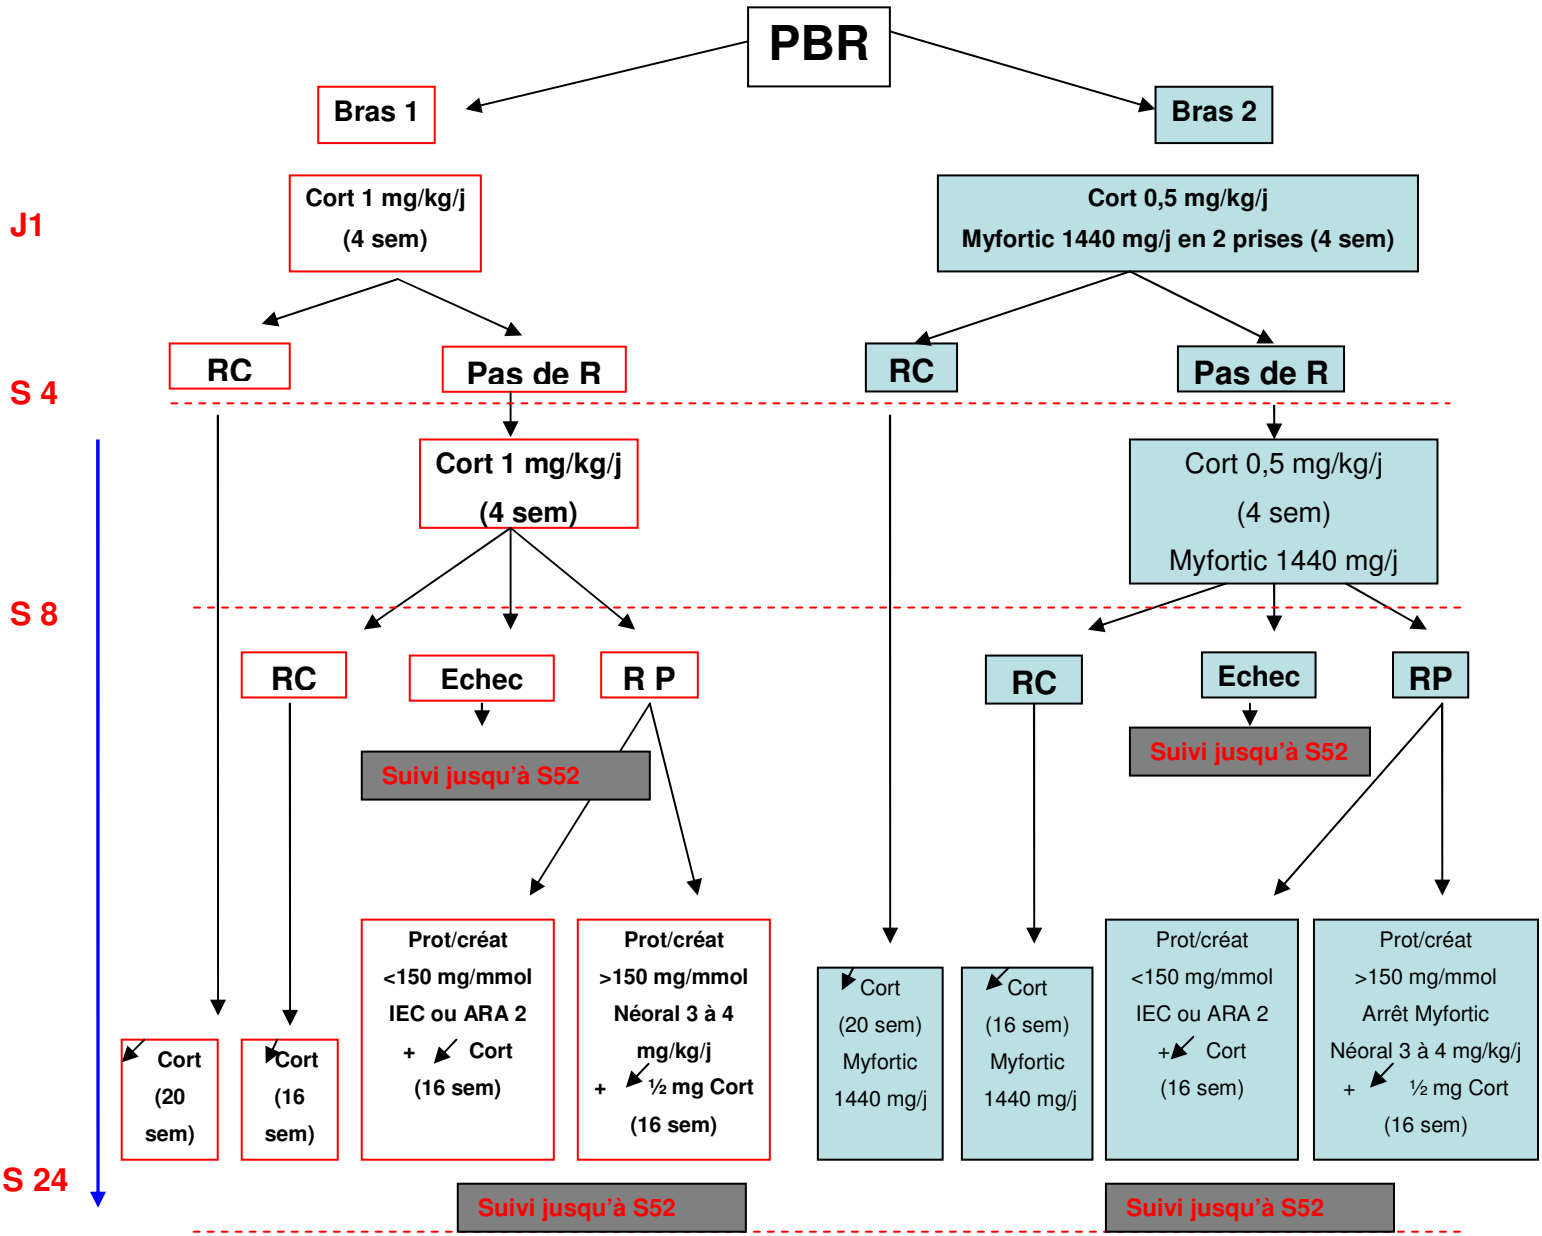 PBR
Bras 1
Bras 2
J1
Cort 1 mg/kg/j
(4 sem)
Cort 0,5 mg/kg/j
Myfortic 1440 mg/j en 2 prises (4 sem)
S 4
RC
Pas de R
RC
Pas de R
Cort 1 mg/kg/j
(4 sem)
Cort 0,5 mg/kg/j
(4 sem)
Myfortic 1440 mg/j
S 8
RC
Echec
R P
RC
Echec
RP
Suivi jusqu’à S52
Suivi jusqu’à S52
Cort
(20
sem)
Cort
(16
sem)
Prot/créat
<150 mg/mmol
IEC ou ARA 2
+ Cort
(16 sem)
Prot/créat
>150 mg/mmol
Néoral 3 à 4
mg/kg/j
+ ½ mg Cort
(16 sem)
Cort
(20 sem)
Myfortic
1440 mg/j
Cort
(16 sem)
Myfortic
1440 mg/j
Prot/créat
<150 mg/mmol
IEC ou ARA 2
+ Cort
(16 sem)
Prot/créat
>150 mg/mmol
Arrêt Myfortic
Néoral 3 à 4 mg/kg/j
+ ½ mg Cort
(16 sem)
S 24
Suivi jusqu’à S52
Suivi jusqu’à S52